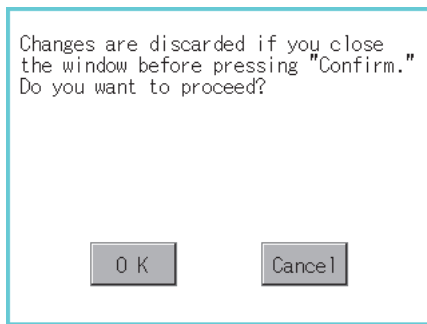 Changes are discarded if you close
the window before pressing "Confirm."
Do you want to proceed?
O K
Cancel